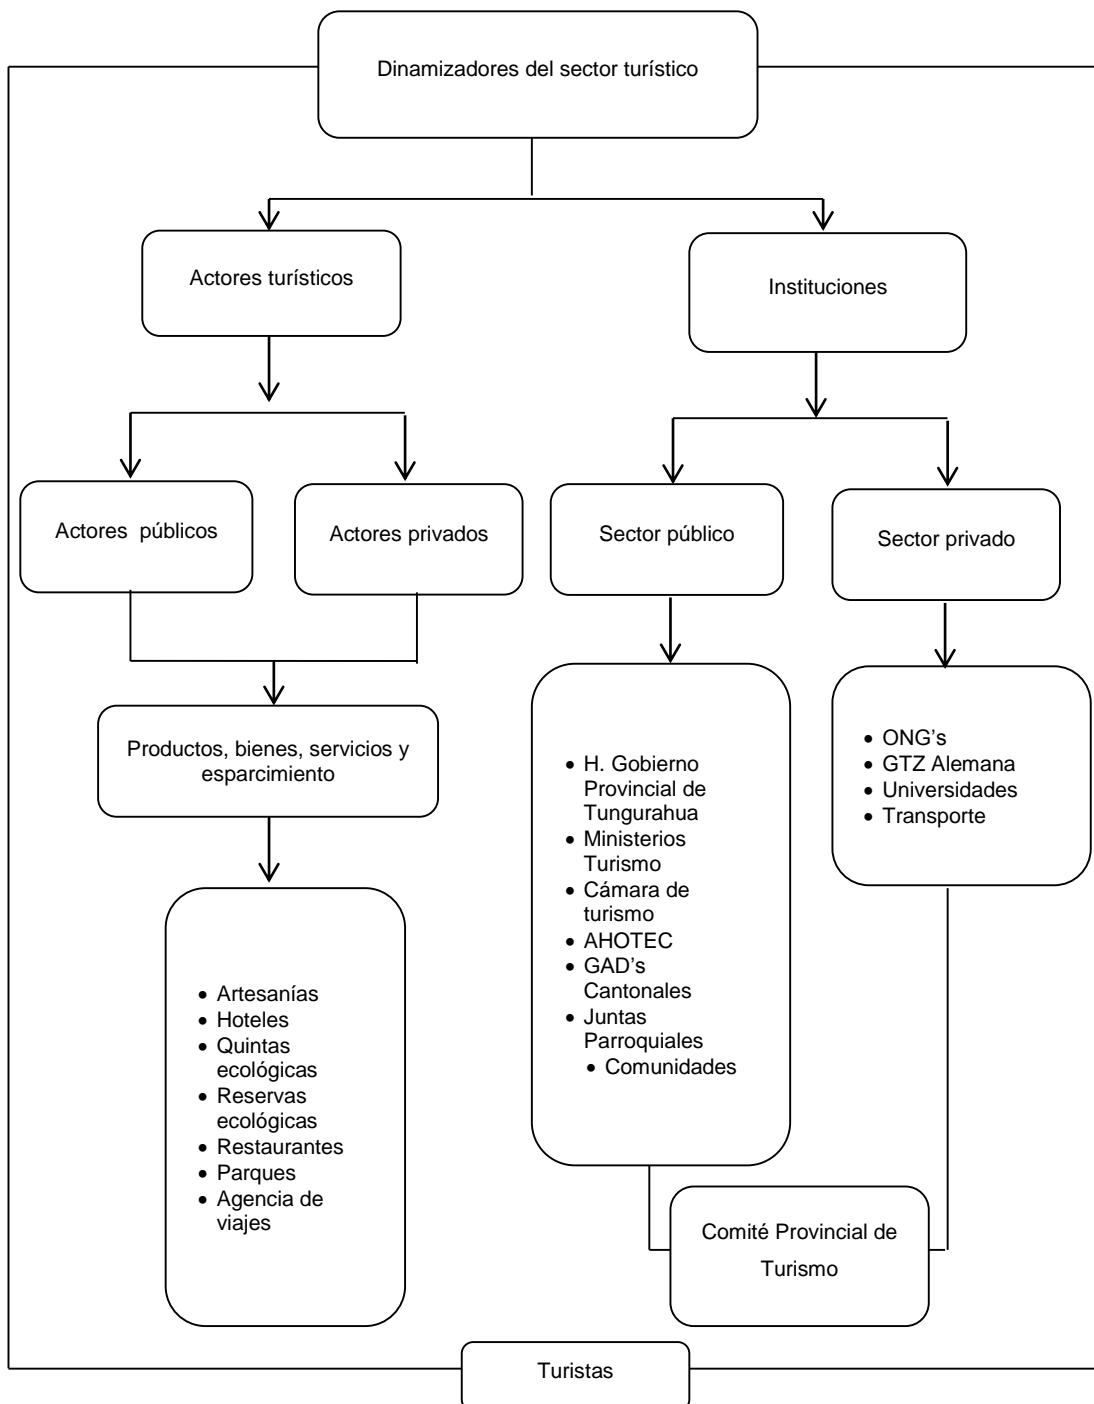 Dinamizadores del sector turístico
Actores turísticos
Instituciones
Actores públicos
Actores privados
Sector público
Sector privado
Productos, bienes, servicios y
esparcimiento
• Artesanías
• Hoteles
• Quintas
ecológicas
• Reservas
ecológicas
• Restaurantes
• Parques
• Agencia de
viajes
• H. Gobierno
Provincial de
Tungurahua
• Ministerios
Turismo
• Cámara de
turismo
• AHOTEC
• GAD’s
Cantonales
• Juntas
Parroquiales
• Comunidades
• ONG’s
• GTZ Alemana
• Universidades
• Transporte
Comité Provincial de
Turismo
Turistas